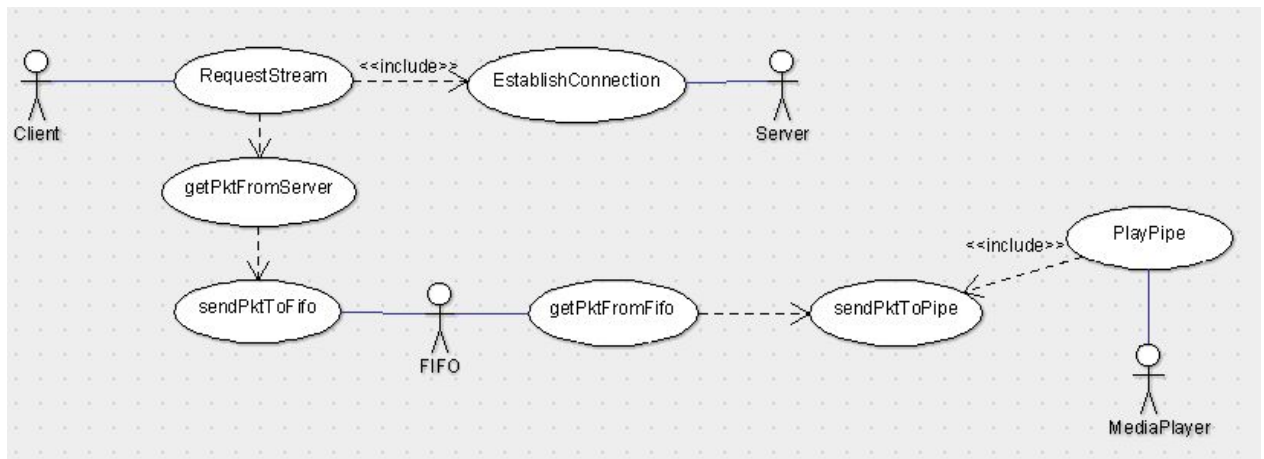 RequestStream
<<include>>
EstablishConnection
Client
Server
getPktFromServer
PlayPipe
<<include>>
sendPktToFifo
getPktFromFifo
sendPktToPipe
FIFO
MediaPlayer